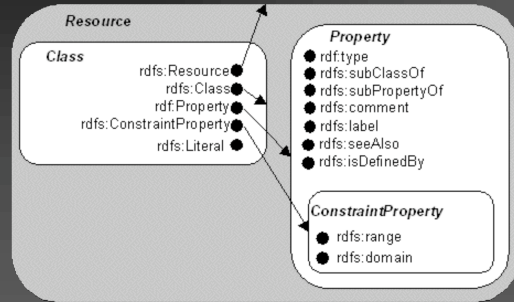 Resource
Class
rdfs:Resource
rdfs:Class
rdf:Property
rdfs:ConstraintProperty
rdfs:Literal
Property
rdf:type
rdfs:subClassOf
rdfs:subPropertyOf
rdfs:comment
rdfs:label
rdfs:seeAlso
rdfs:isDefinedBy
ConstraintProperty
rdfs:range
rdfs:domain